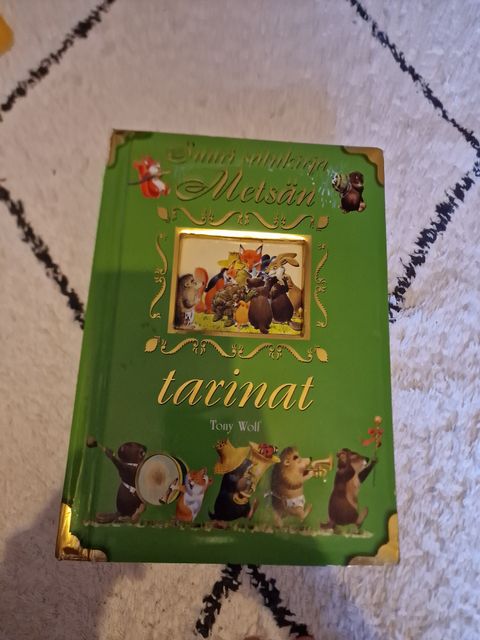 Suuri satukirja
Metsän
tarinat
Tony Wolf